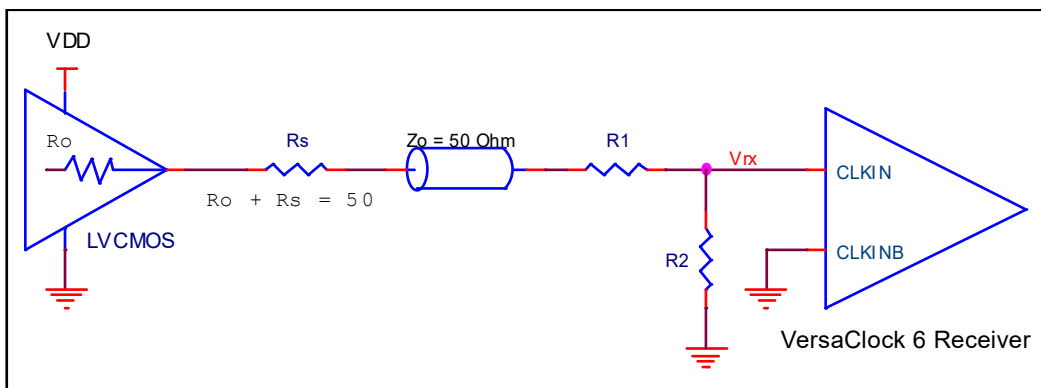 VDD
Ro
Rs
Zo = 50 Ohm
R1
Vrx
CLKIN
Ro + Rs = 50
LVCMOS
R2
CLKINB
VersaClock 6 Receiver